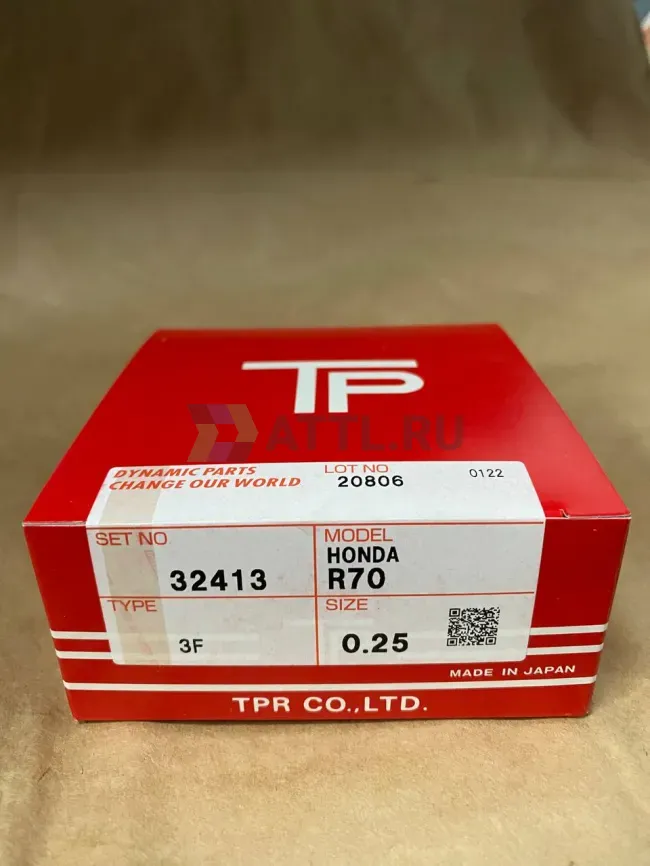 TP
ATTL.RU
DYNAMIC PARTS
CHANGE OUR WORLD
LOT NO
20806
0122
SET NO
32413
MODEL
HONDA
R70
TYPE
3F
SIZE
0.25
MADE IN JAPAN
TPR CO.,LTD.